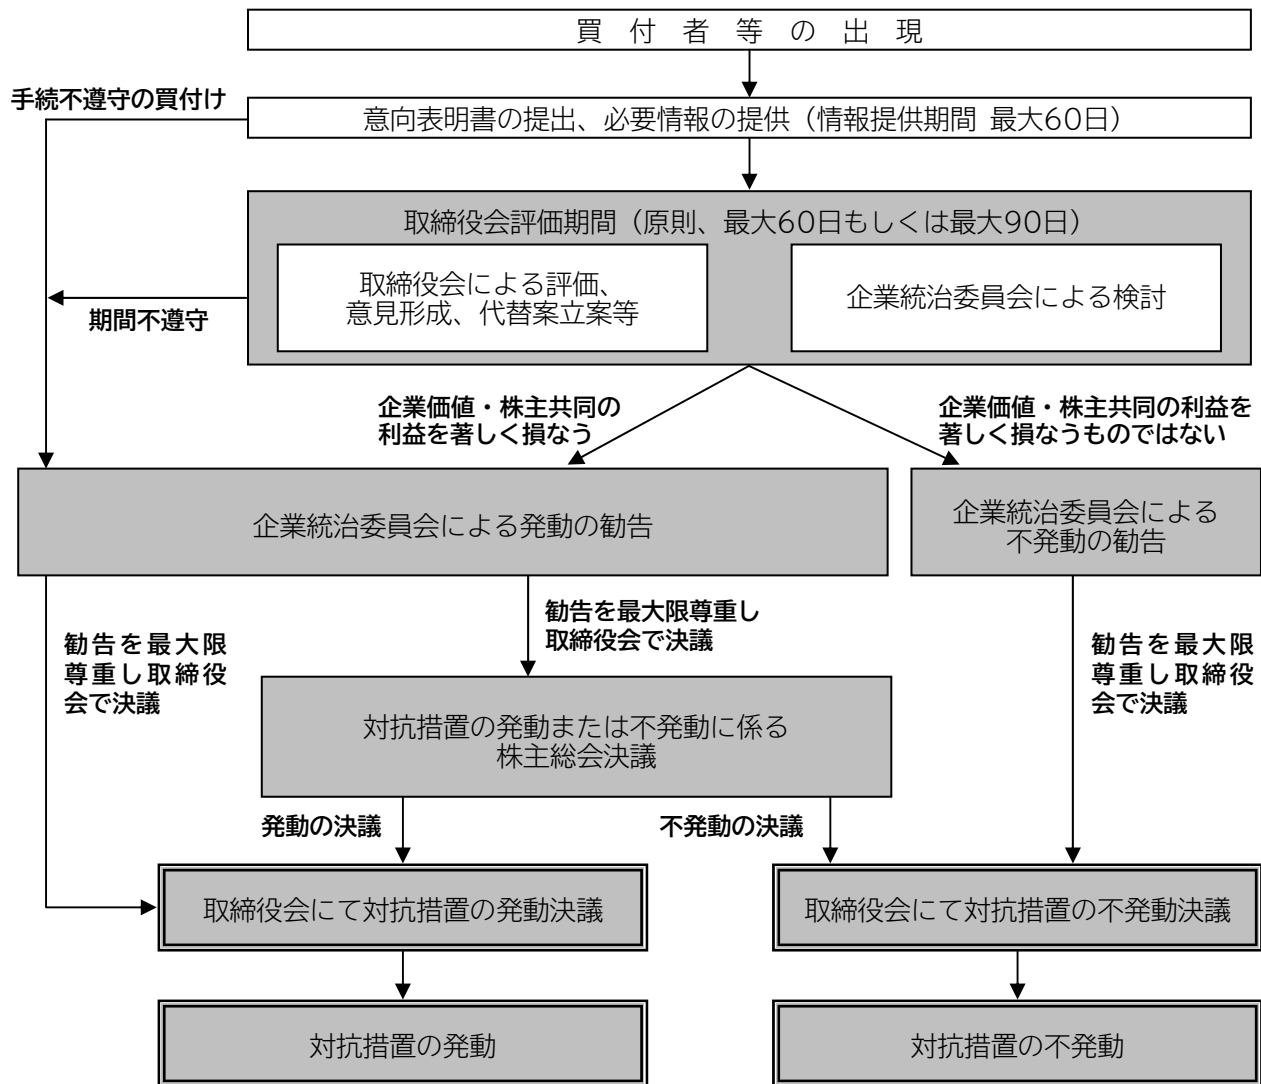 買付者等の出現
手続不遵守の買付け
意向表明書の提出、必要情報の提供（情報提供期間 最大60日）
取締役会評価期間（原則、最大60日もしくは最大90日）
取締役会による評価、
意見形成、代替案立案等
企業統治委員会による検討
期間不遵守
企業価値・株主共同の
利益を著しく損なう
企業価値・株主共同の利益を
著しく損なうものではない
企業統治委員会による発動の勧告
企業統治委員会による
不発動の勧告
勧告を最大限尊重し
取締役会で決議
勧告を最大限
尊重し取締役
会で決議
勧告を最大限
尊重し取締役
会で決議
対抗措置の発動または不発動に係る
株主総会決議
発動の決議
不発動の決議
取締役会にて対抗措置の発動決議
取締役会にて対抗措置の不発動決議
対抗措置の発動
対抗措置の不発動